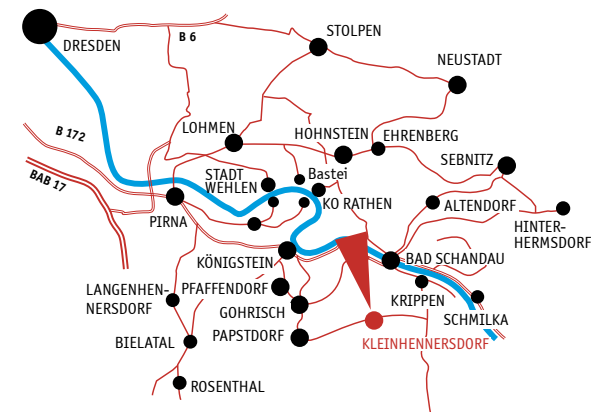 DRESDEN
B 6
STOLPEN
NEUSTADT
B 172
BAB 17
LOHMEN
HOHNSTEIN
EHRENBERG
SEBNITZ
STADT
WEHLEN
Bastei
KO RATHEN
ALTENDORF
PIRNA
HINTER-
HERMSDORF
KÖNIGSTEIN
BAD SCHANDAU
LANGENHEN-
NERSDORF
PFAFFENDORF
KRIPPEN
GOHRISCH
SCHMILKA
PAPSTDORF
BIELATAL
KLEINHENNERSDORF
ROSENTHAL